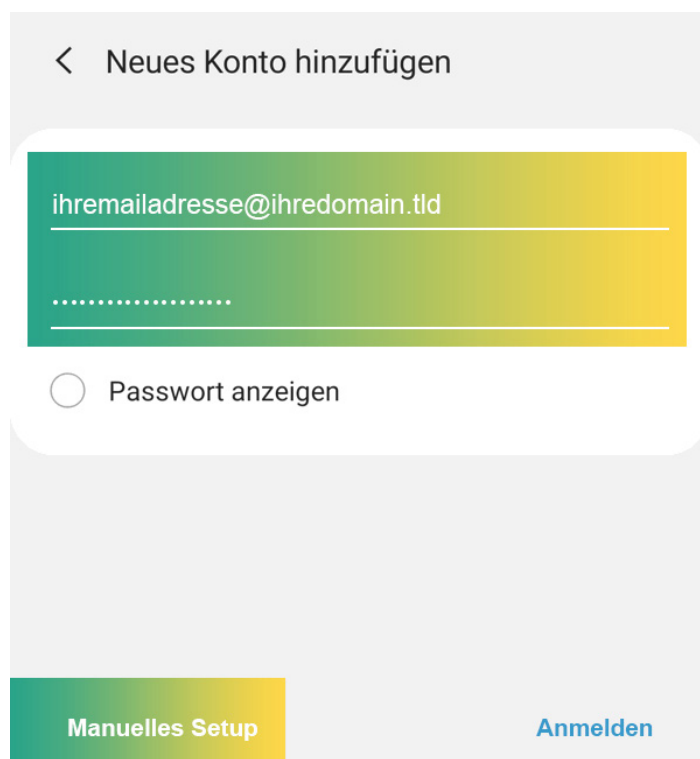 Neues Konto hinzufügen
ihremailadresse@ihredomain.tld
....................
Passwort anzeigen
Manuelles Setup
Anmelden